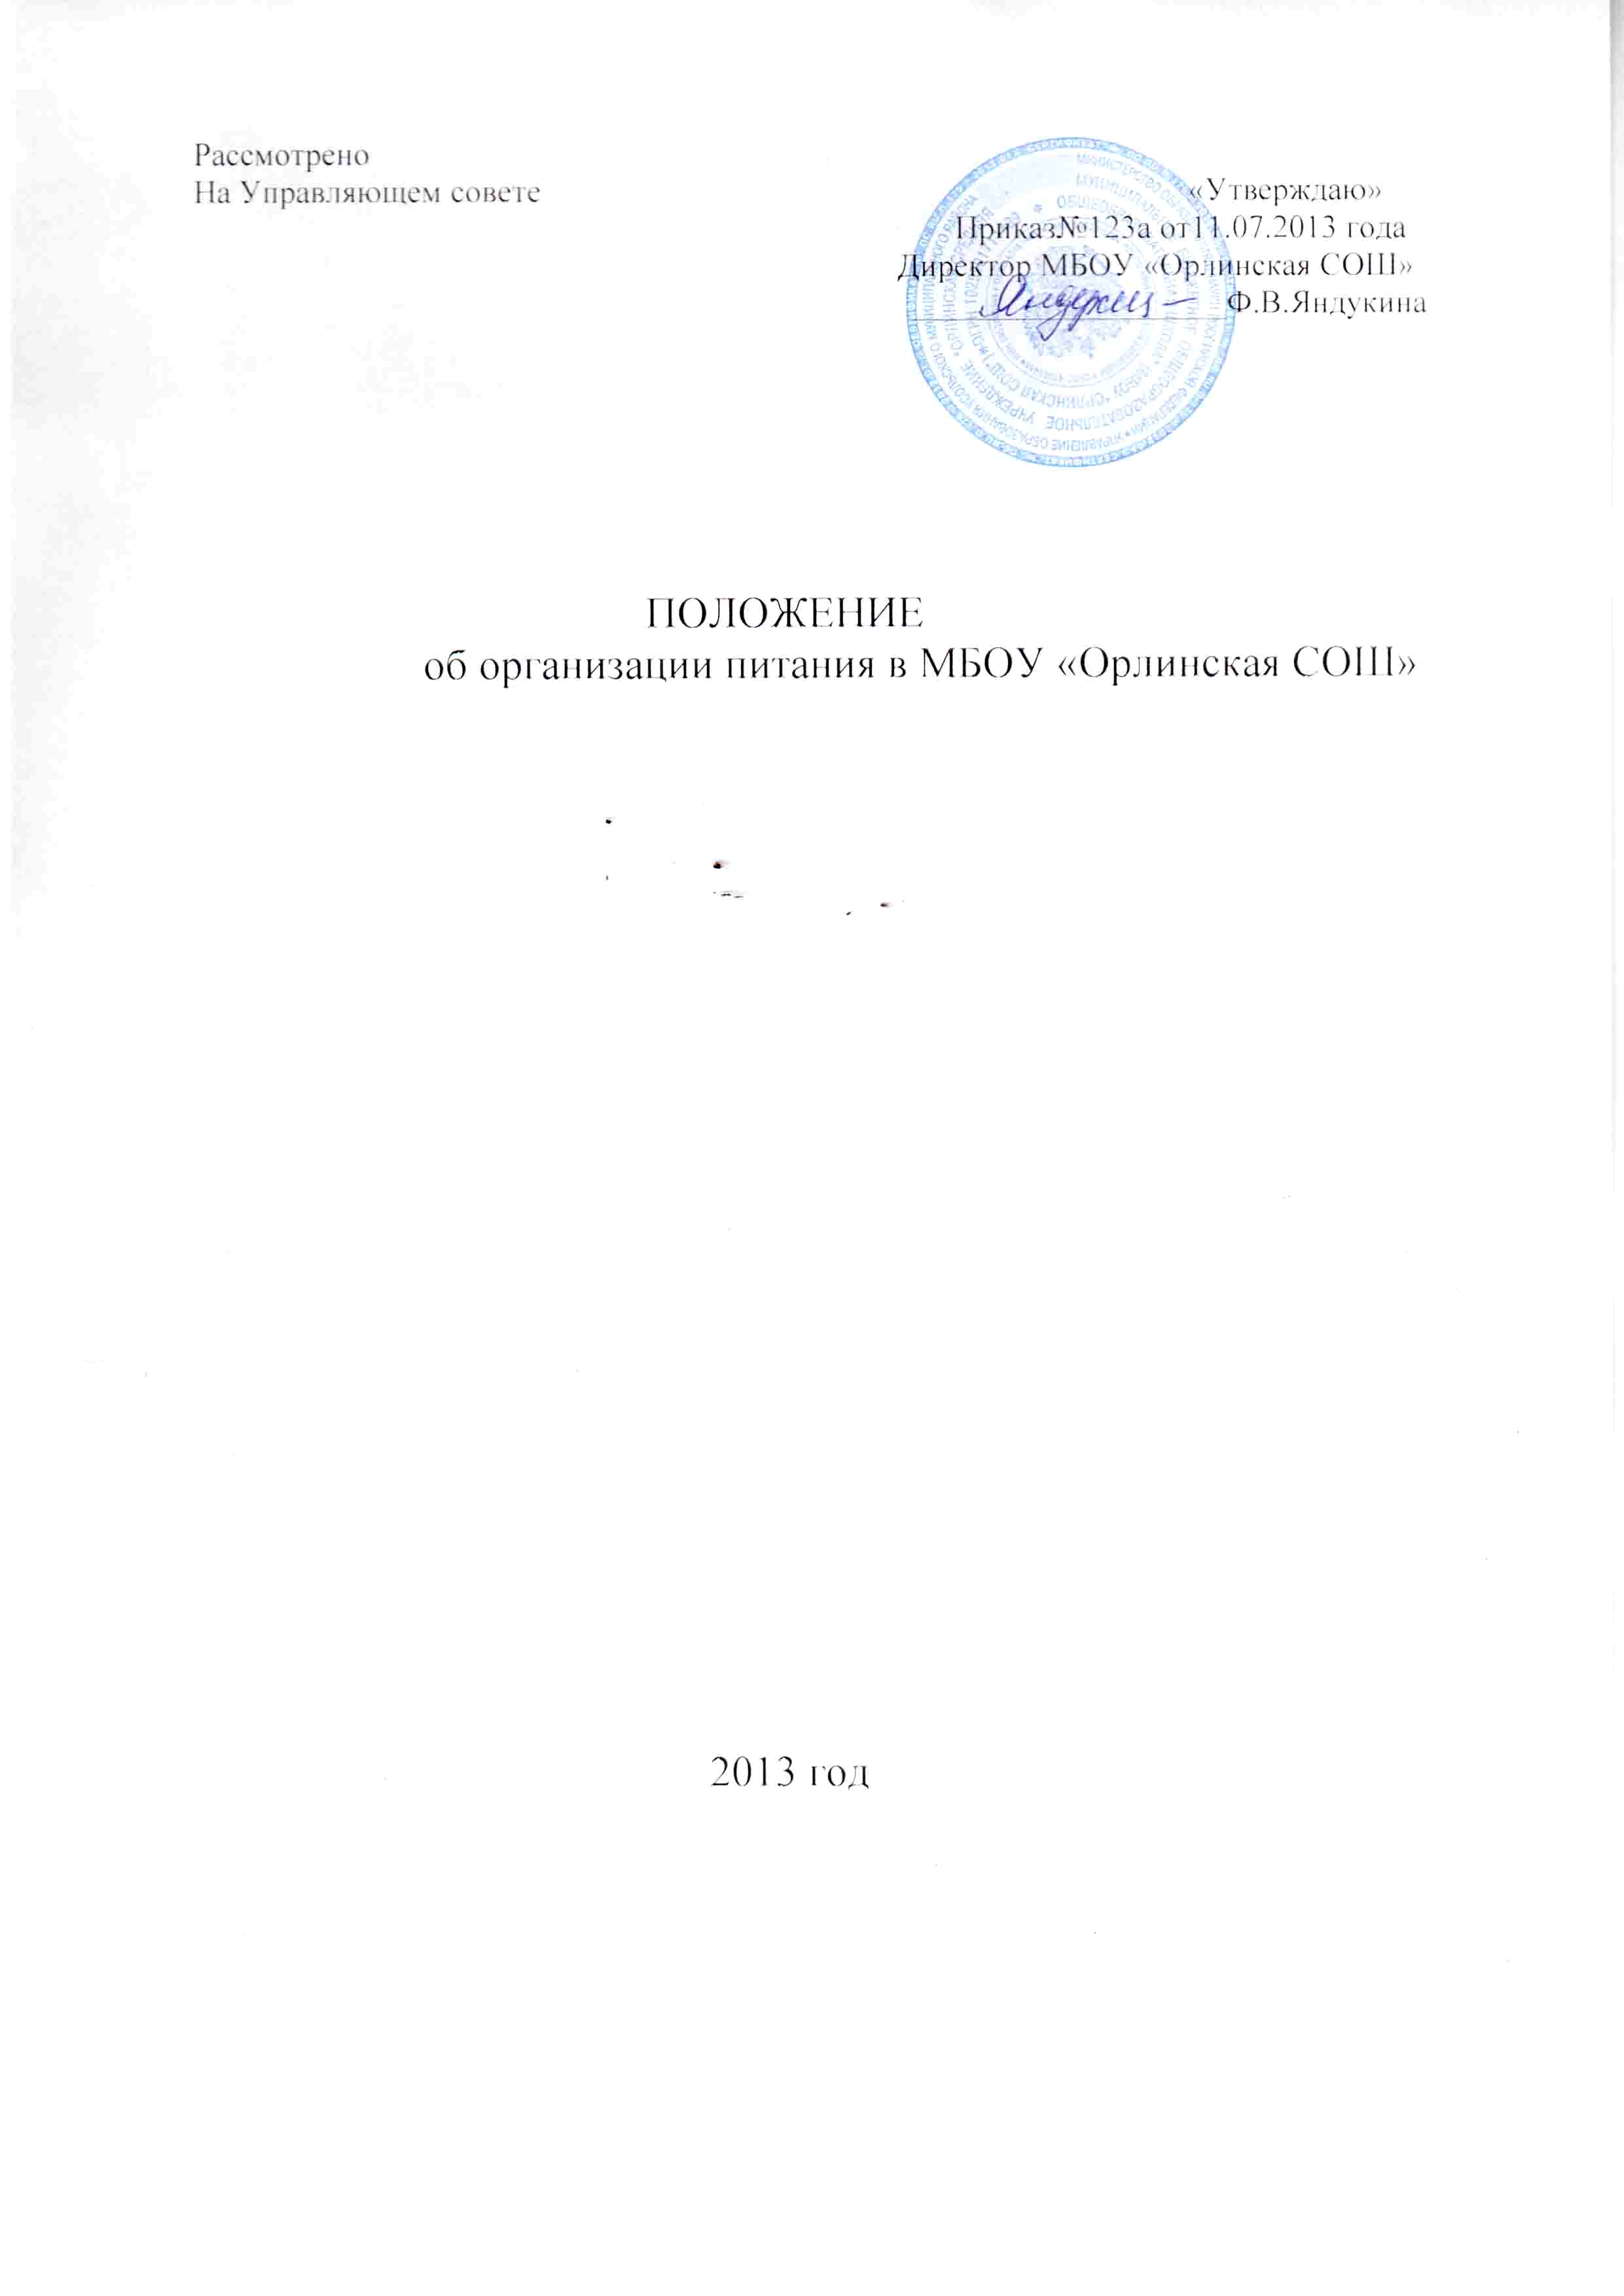 Рассмотрено
На Управляющем совете
«Утверждаю»
Приказ№123а от11.07.2013 года
Директор МБОУ «Орлинская СОШ»
Ф.В.Яндукина
ПОЛОЖЕНИЕ
об организации питания в МБОУ «Орлинская СОШ»
2013 год